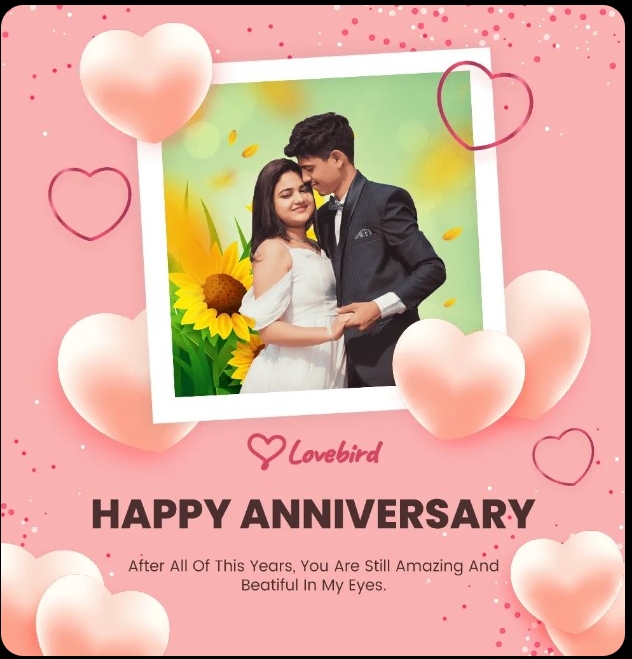 Lovebird
HAPPY ANNIVERSARY
After All Of This Years, You Are Still Amazing And
Beatiful In My Eyes.